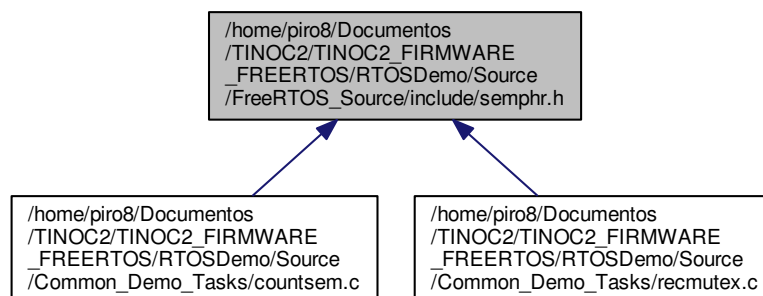 /home/piro8/Documentos
/TINOC2/TINOC2_FIRMWARE
_FREERTOS/RTOSDemo/Source
/FreeRTOS_Source/include/semphr.h
/home/piro8/Documentos
/TINOC2/TINOC2_FIRMWARE
_FREERTOS/RTOSDemo/Source
/Common_Demo_Tasks/countsem.c
/home/piro8/Documentos
/TINOC2/TINOC2_FIRMWARE
_FREERTOS/RTOSDemo/Source
/Common_Demo_Tasks/recmutex.c